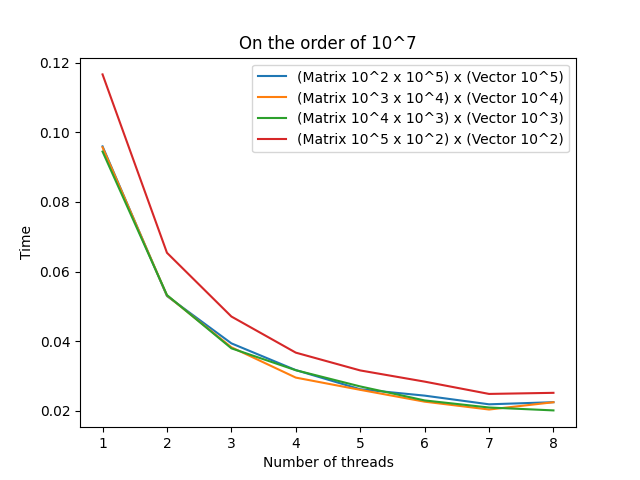 On the order of 10^7
(Matrix 10^2 x 10^5) x (Vector 10^5)
(Matrix 10^3 x 10^4) x (Vector 10^4)
(Matrix 10^4 x 10^3) x (Vector 10^3)
(Matrix 10^5 x 10^2) x (Vector 10^2)
Time
0.12
0.10
0.08
0.06
0.04
0.02
1 2 3 4 5 6 7 8
Number of threads